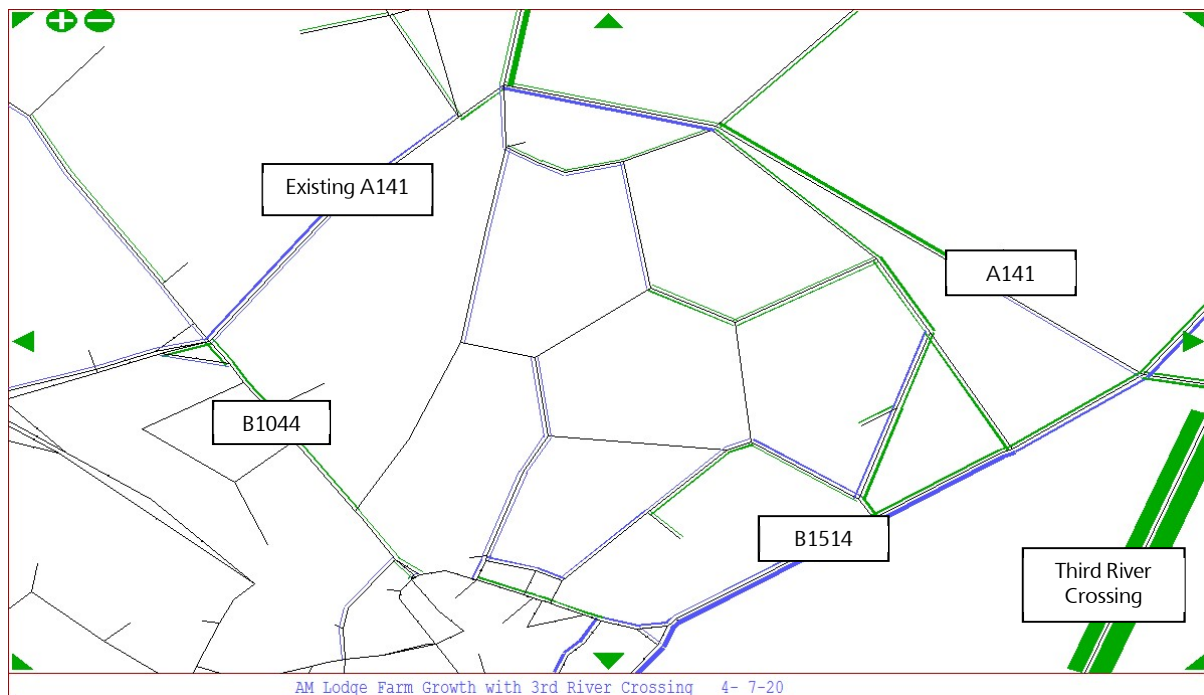 Existing A141
A141
B1044
B1514
Third River
Crossing
AM Lodge Farm Growth with 3rd River Crossing 4- 7-20